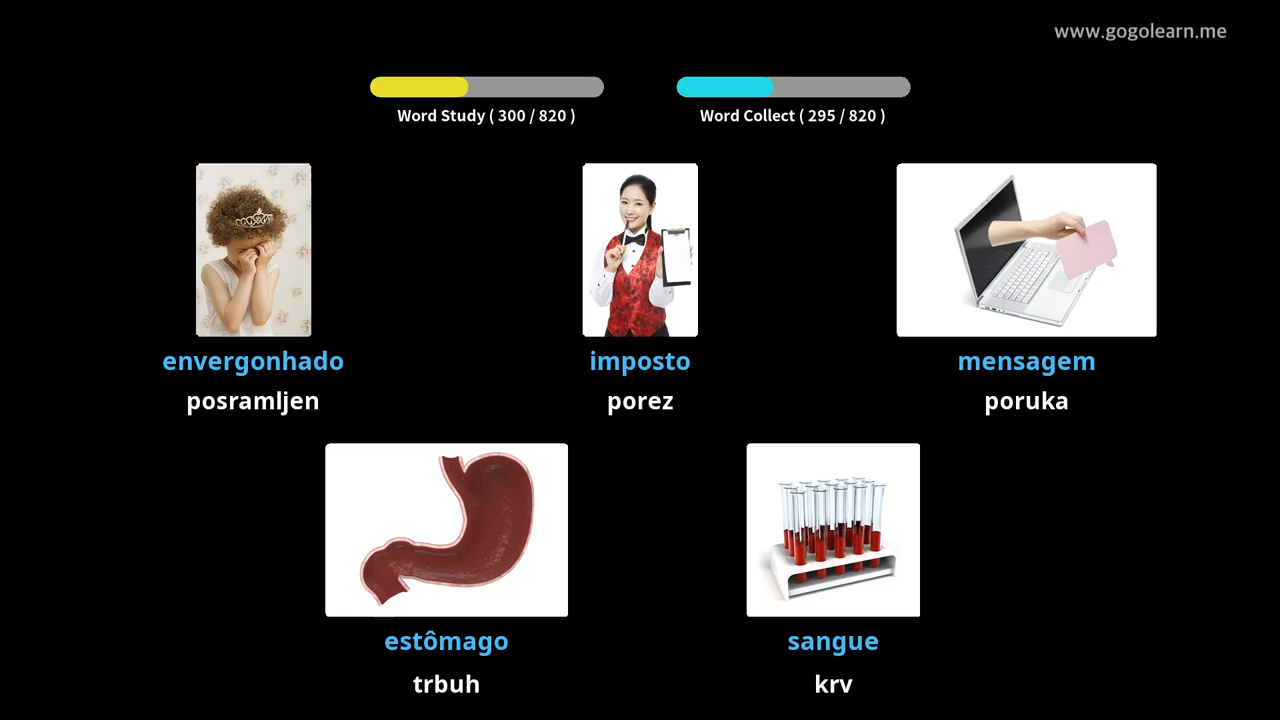 www.gogolearn.me
Word Study ( 300 / 820 )
Word Collect ( 295 / 820 )
envergonhado
posramljen
imposto
porez
mensagem
poruka
estômago
trbuh
sangue
krv